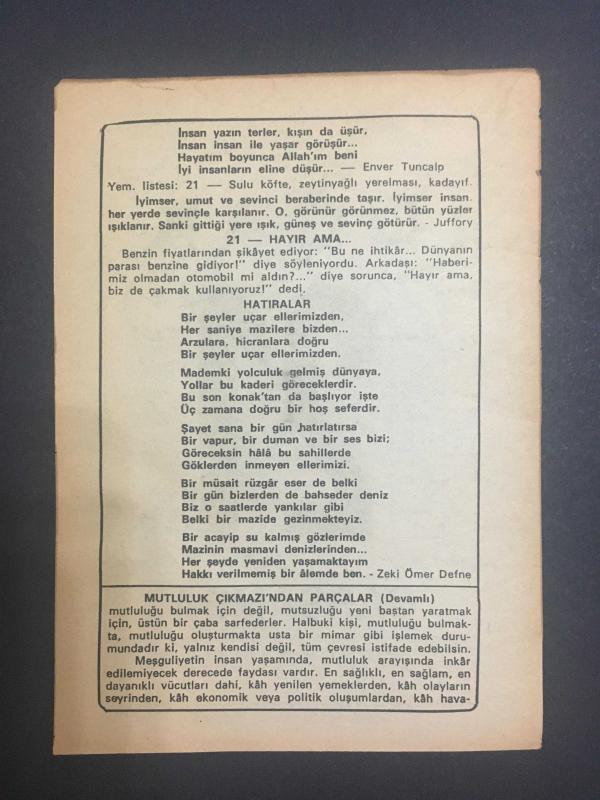 İnsan yazın terler, kışın da üşür,
İnsan insan ile yaşar görüşür...
Hayatım boyunca Allah'ım beni
İyi insanların eline düşür... — Enver Tuncalp
Yem. listesi: 21 — Sulu köfte, zeytinyağlı yerelması, kadayıf.
İyimser, umut ve sevinci beraberinde taşır. İyimser insan.
her yerde sevinçle karşılanır. O, görünür görünmez, bütün yüzler
ışıklanır. Sanki gittiği yere ışık, güneş ve sevinç götürür. - Juffory
21 — HAYIR AMA...
Benzin fiyatlarından şikâyet ediyor: "Bu ne ihtikâr... Dünyanın
parası benzine gidiyor!" diye söyleniyordu. Arkadaşı: "Haberi-
miz olmadan otomobil mi aldın?..." diye sorunca, "Hayır ama,
biz de çakmak kullanıyoruz!" dedi.
HATIRALAR
Bir şeyler uçar ellerimizden,
Her saniye mazilere bizden...
Arzulara, hicranlara doğru
Bir şeyler uçar ellerimizden.
Mademki yolculuk gelmiş dünyaya,
Yollar bu kaderi göreceklerdir.
Bu son konak'tan da başlıyor işte
Üç zamana doğru bir hoş seferdir.
Şayet sana bir gün hatırlatırsa
Bir vapur, bir duman ve bir ses bizi;
Göreceksin hâlâ bu sahillerde
Göklerden inmeyen ellerimizi.
Bir müsait rüzgâr eser de belki
Bir gün bizlerden de bahseder deniz
Biz o saatlerde yankılar gibi
Belki bir mazide gezinmekteyiz.
Bir acayip su kalmış gözlerimde
Mazinin masmavi denizlerinden...
Her şeyde yeniden yaşamaktayım
Hakkı verilmemiş bir âlemde ben. - Zeki Ömer Defne
MUTLULUK ÇIKMAZI'NDAN PARÇALAR (Devamlı)
mutluluğu bulmak için değil, mutsuzluğu yeni baştan yaratmak
için, üstün bir çaba sarfederler. Halbuki kişi, mutluluğu bulmak-
ta, mutluluğu oluşturmakta usta bir mimar gibi işlemek duru-
mundadır ki, yalnız kendisi değil, tüm çevresi istifade edebilsin.
Meşguliyetin insan yaşamında, mutluluk arayışında inkâr
edilemiyecek derecede faydası vardır. En sağlıklı, en sağlam, en
dayanıklı vücutları dahi, kâh yenilen yemeklerden, kâh olayların
seyrinden, kâh ekonomik veya politik oluşumlardan, kâh hava-